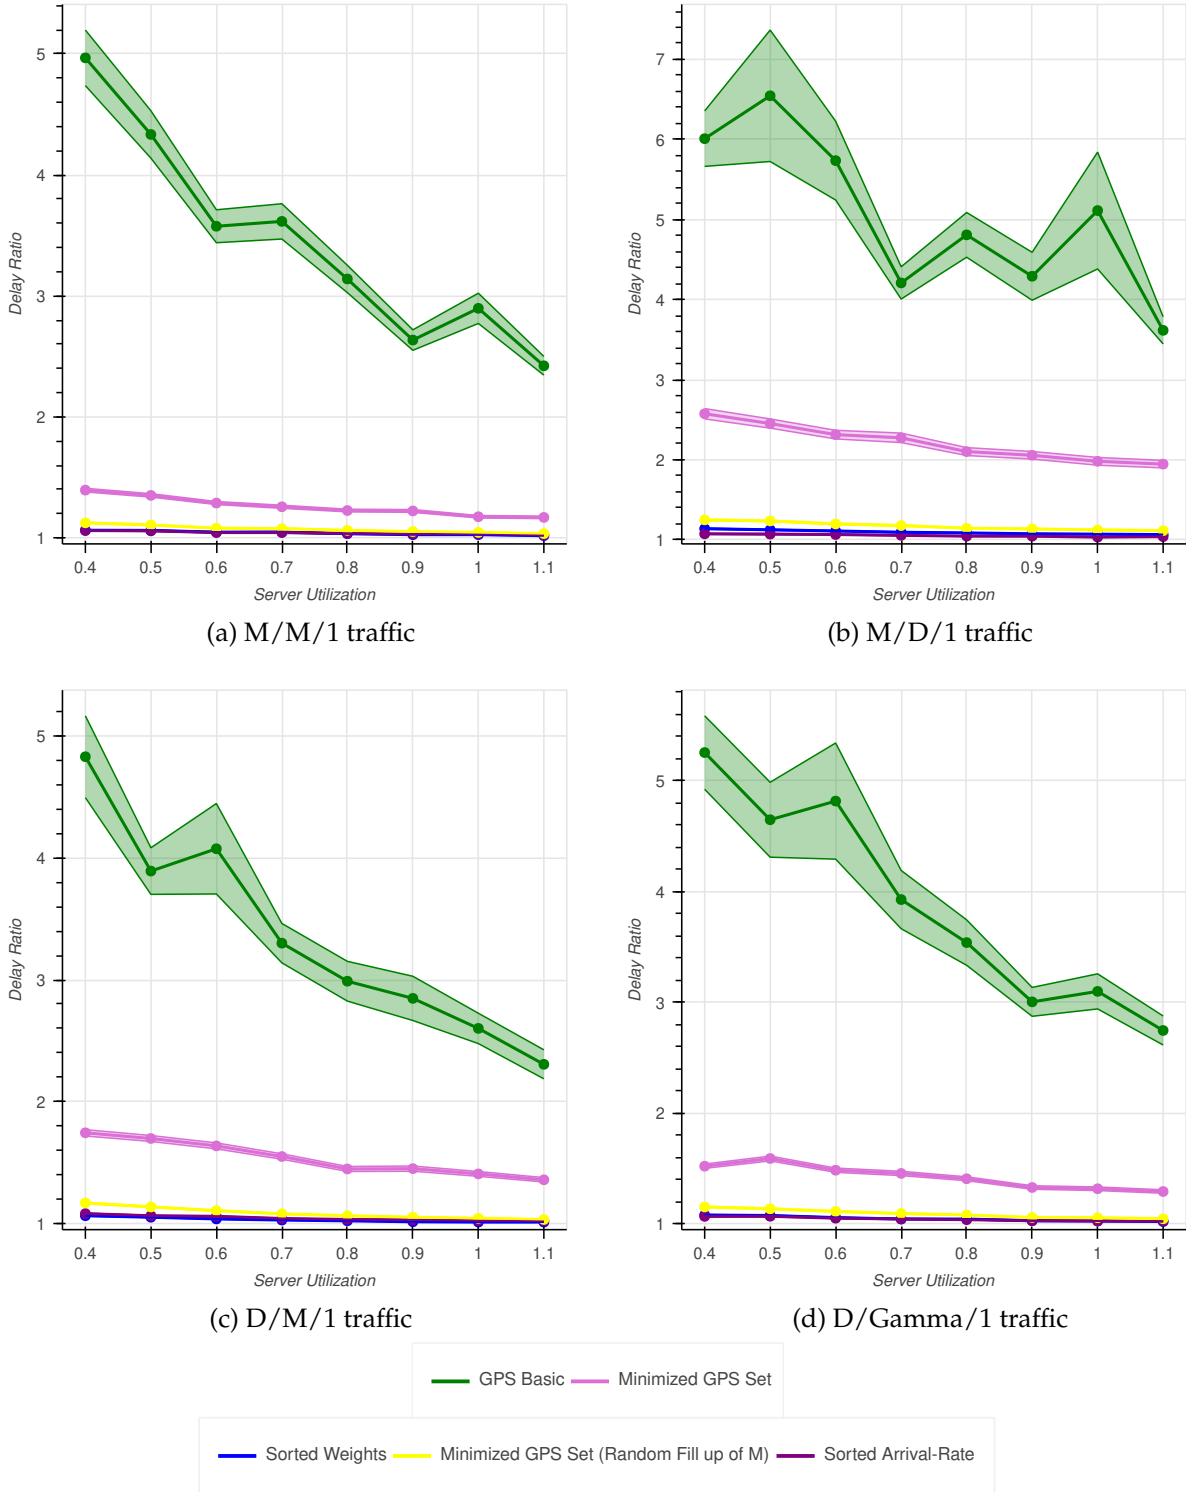 5
4
3
2
1
Delay Ratio
0.4 0.5 0.6 0.7 0.8 0.9 1 1.1
Server Utilization
(a) M/M/1 traffic
7
6
5
4
3
2
1
Delay Ratio
0.4 0.5 0.6 0.7 0.8 0.9 1 1.1
Server Utilization
(b) M/D/1 traffic
5
4
3
2
1
Delay Ratio
0.4 0.5 0.6 0.7 0.8 0.9 1 1.1
Server Utilization
(c) D/M/1 traffic
5
4
3
2
1
Delay Ratio
0.4 0.5 0.6 0.7 0.8 0.9 1 1.1
Server Utilization
(d) D/Gamma/1 traffic
GPS Basic Minimized GPS Set
Sorted Weights Minimized GPS Set (Random Fill up of M) Sorted Arrival-Rate